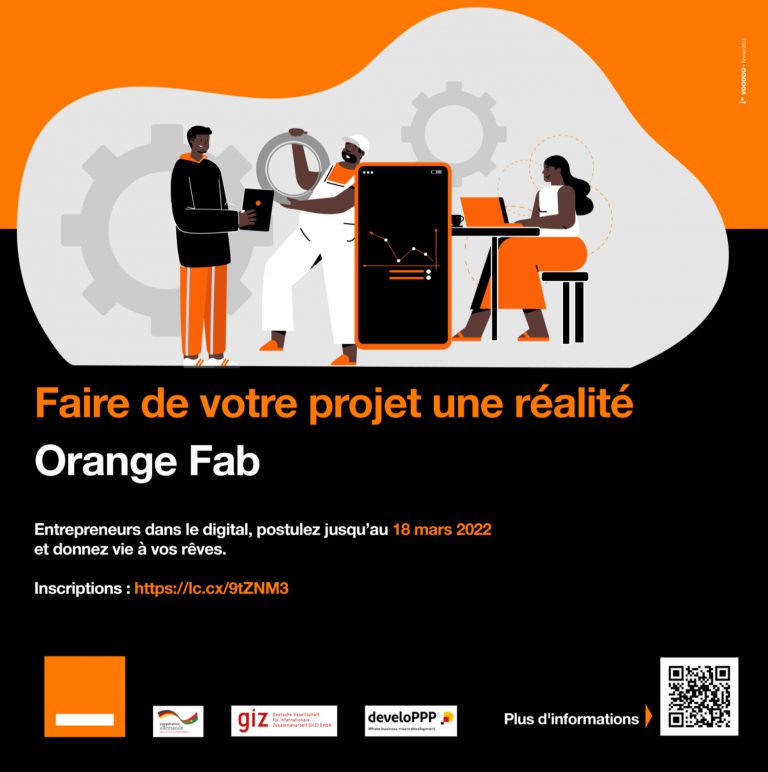 VOODOO - Février2022
Faire de votre projet une réalité
Orange Fab
Entrepreneurs dans le digital, postulez jusqu'au 18 mars 2022
et donnez vie à vos rêves.
Inscriptions : https://lc.cx/9tZNM3
coopération
allemande
giz
Deutsche Gesellschaft
für Internationale
Zusammenarbeit (GIZ) GmbH
develoPPP
Where business meets development.
Plus d'informations